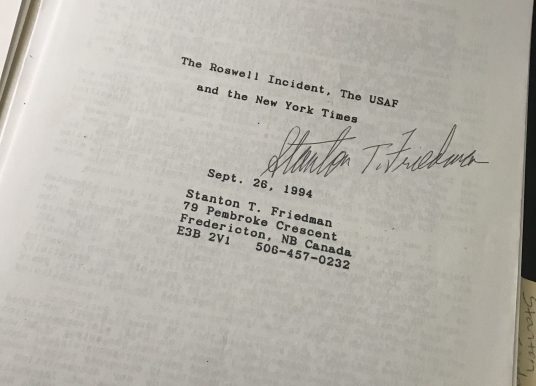 The Roswell Incident, The USAF
and the New York Times
Stanton T. Friedman
Sept. 26, 1994
Stanton T. Friedman
79 Pembroke Crescent
Fredericton, NB Canada
E3B 2V1 506-457-0232